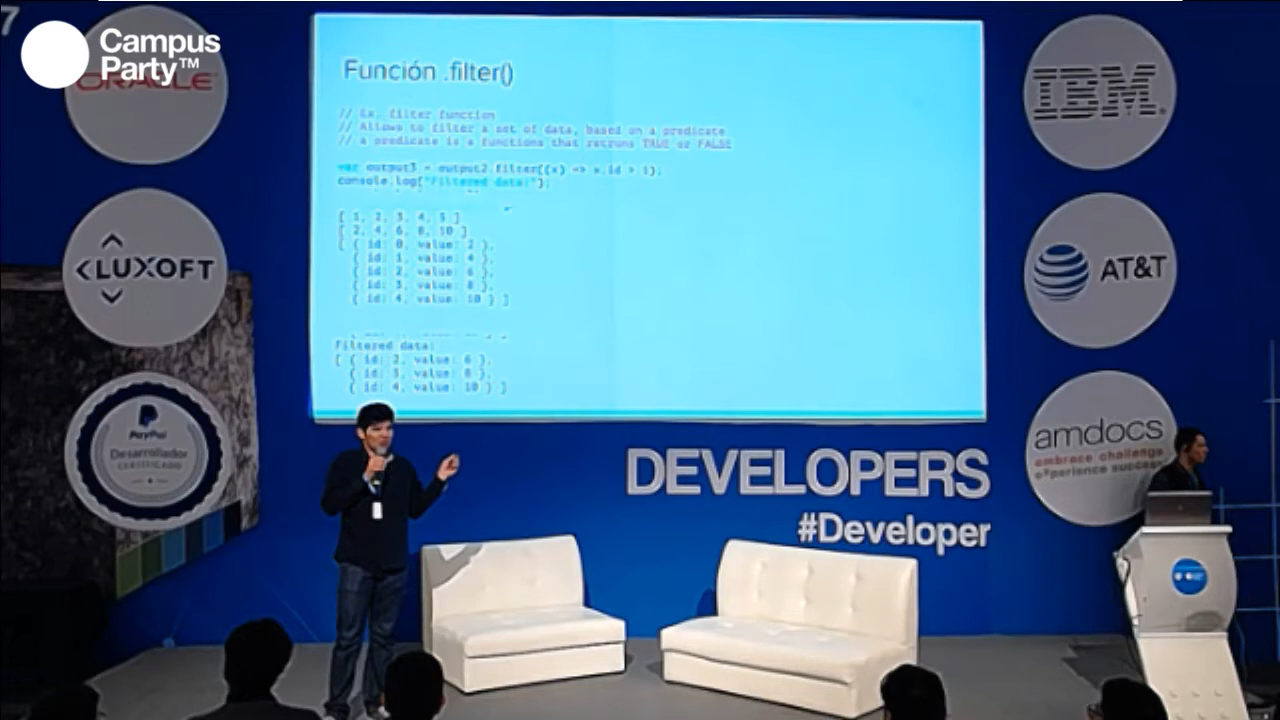 7
Campus
Party™
ORACLE
<LUXOFT
PayPal
Desarrollador
CERTIFICADO
Función .filter()
// Ex. filter function
// Allows to filter a set of data, based on a predicate
// a predicate is a functions that retruns TRUE or FALSE
var output3 = output2.filter((x) => x.id > 1);
console.log("Filtered data:");
[ 1, 2, 3, 4, 5 ]
[ 2, 4, 6, 8, 10 ]
[ { id: 0, value: 2 },
{ id: 1, value: 4 },
{ id: 2, value: 6 },
{ id: 3, value: 8 },
{ id: 4, value: 10 } ]
Filtered data:
[ { id: 2, value: 6 },
{ id: 3, value: 8 },
{ id: 4, value: 10 } ]
IBM
AT&T
amdocs
embrace challenge
experience success
DEVELOPERS
#Developer